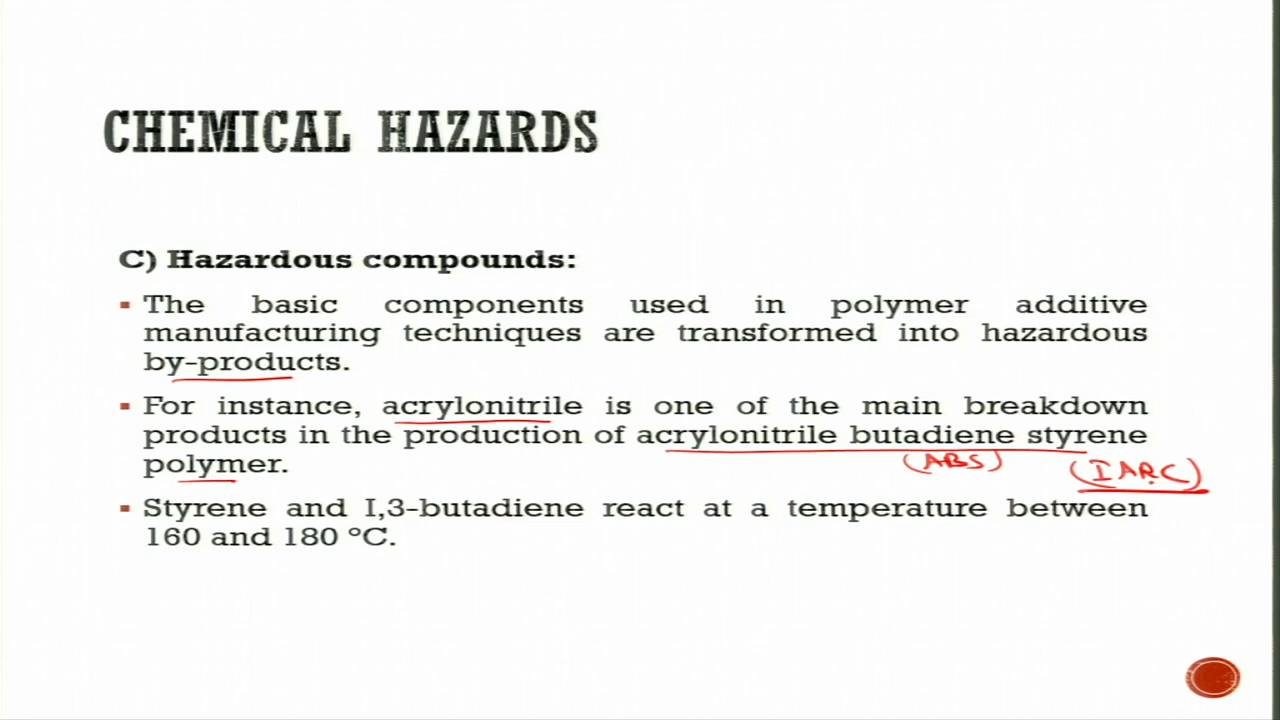 CHEMICAL HAZARDS
C) Hazardous compounds:
▪ The basic components used in polymer additive
manufacturing techniques are transformed into hazardous
by-products.
▪ For instance, acrylonitrile is one of the main breakdown
products in the production of acrylonitrile butadiene styrene
polymer.
(ABS) (IARC)
▪ Styrene and I,3-butadiene react at a temperature between
160 and 180 °C.